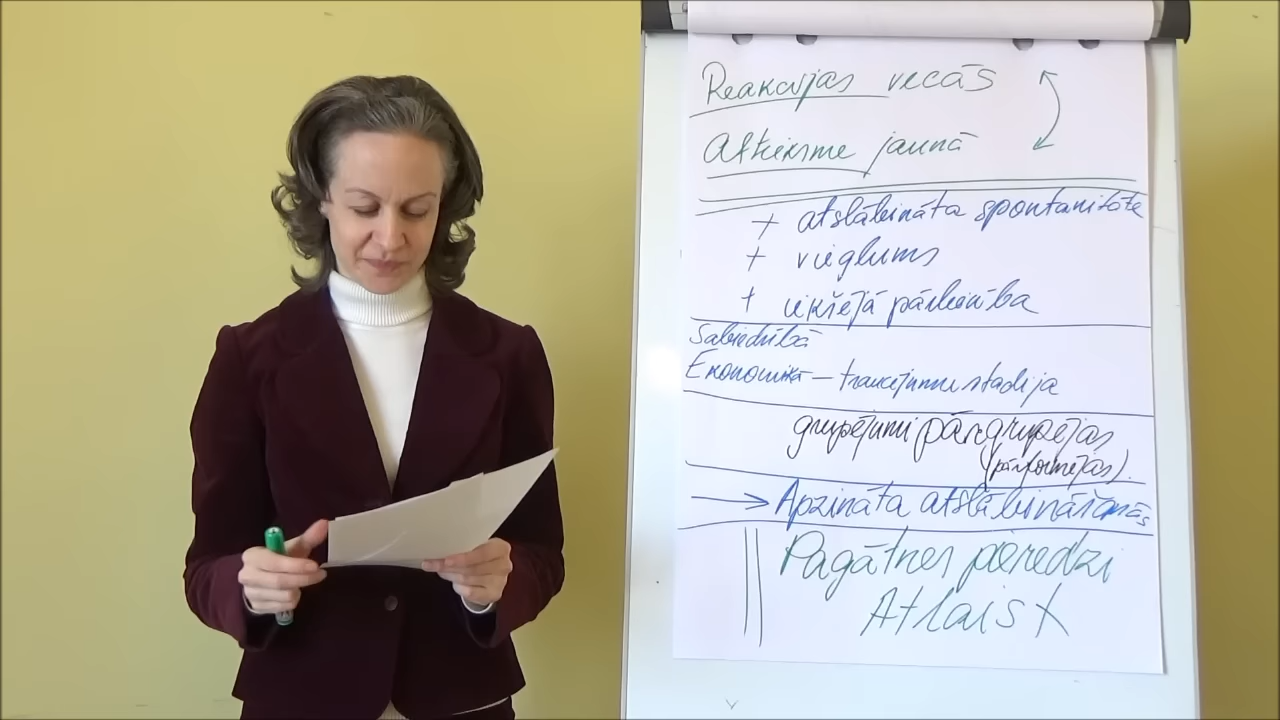 Reakcijas vecās
Attieksme jaunā
+ atslābināta spontanitāte
+ vieglums
+ iekšējā pārliecība
Sabiedrībā
Ekonomikā – traucējumu stadija
grupējumi pārgrupējas
(pārformējas).
→ Apzināta atslābināšanās
Pagātnes pieredzi
Atlaist